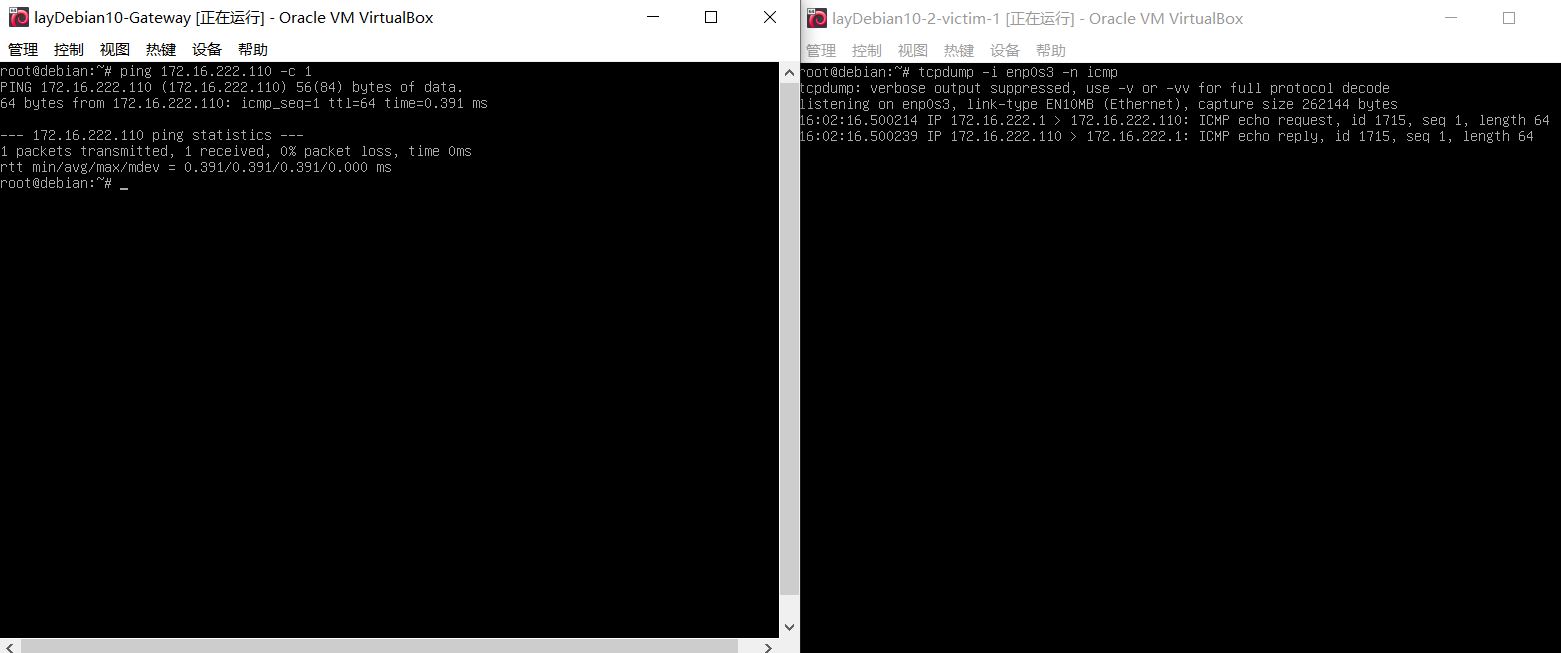 layDebian10-Gateway [正在运行] - Oracle VM VirtualBox
管理 控制 视图 热键 设备 帮助
root@debian:~# ping 172.16.222.110 -c 1
PING 172.16.222.110 (172.16.222.110) 56(84) bytes of data.
64 bytes from 172.16.222.110: icmp_seq=1 ttl=64 time=0.391 ms
--- 172.16.222.110 ping statistics ---
1 packets transmitted, 1 received, 0% packet loss, time 0ms
rtt min/avg/max/mdev = 0.391/0.391/0.391/0.000 ms
root@debian:~# _
layDebian10-2-victim-1 [正在运行] - Oracle VM VirtualBox
管理 控制 视图 热键 设备 帮助
root@debian:~# tcpdump -i enp0s3 -n icmp
tcpdump: verbose output suppressed, use -v or -vv for full protocol decode
listening on enp0s3, link-type EN10MB (Ethernet), capture size 262144 bytes
16:02:16.500214 IP 172.16.222.1 > 172.16.222.110: ICMP echo request, id 1715, seq 1, length 64
16:02:16.500239 IP 172.16.222.110 > 172.16.222.1: ICMP echo reply, id 1715, seq 1, length 64